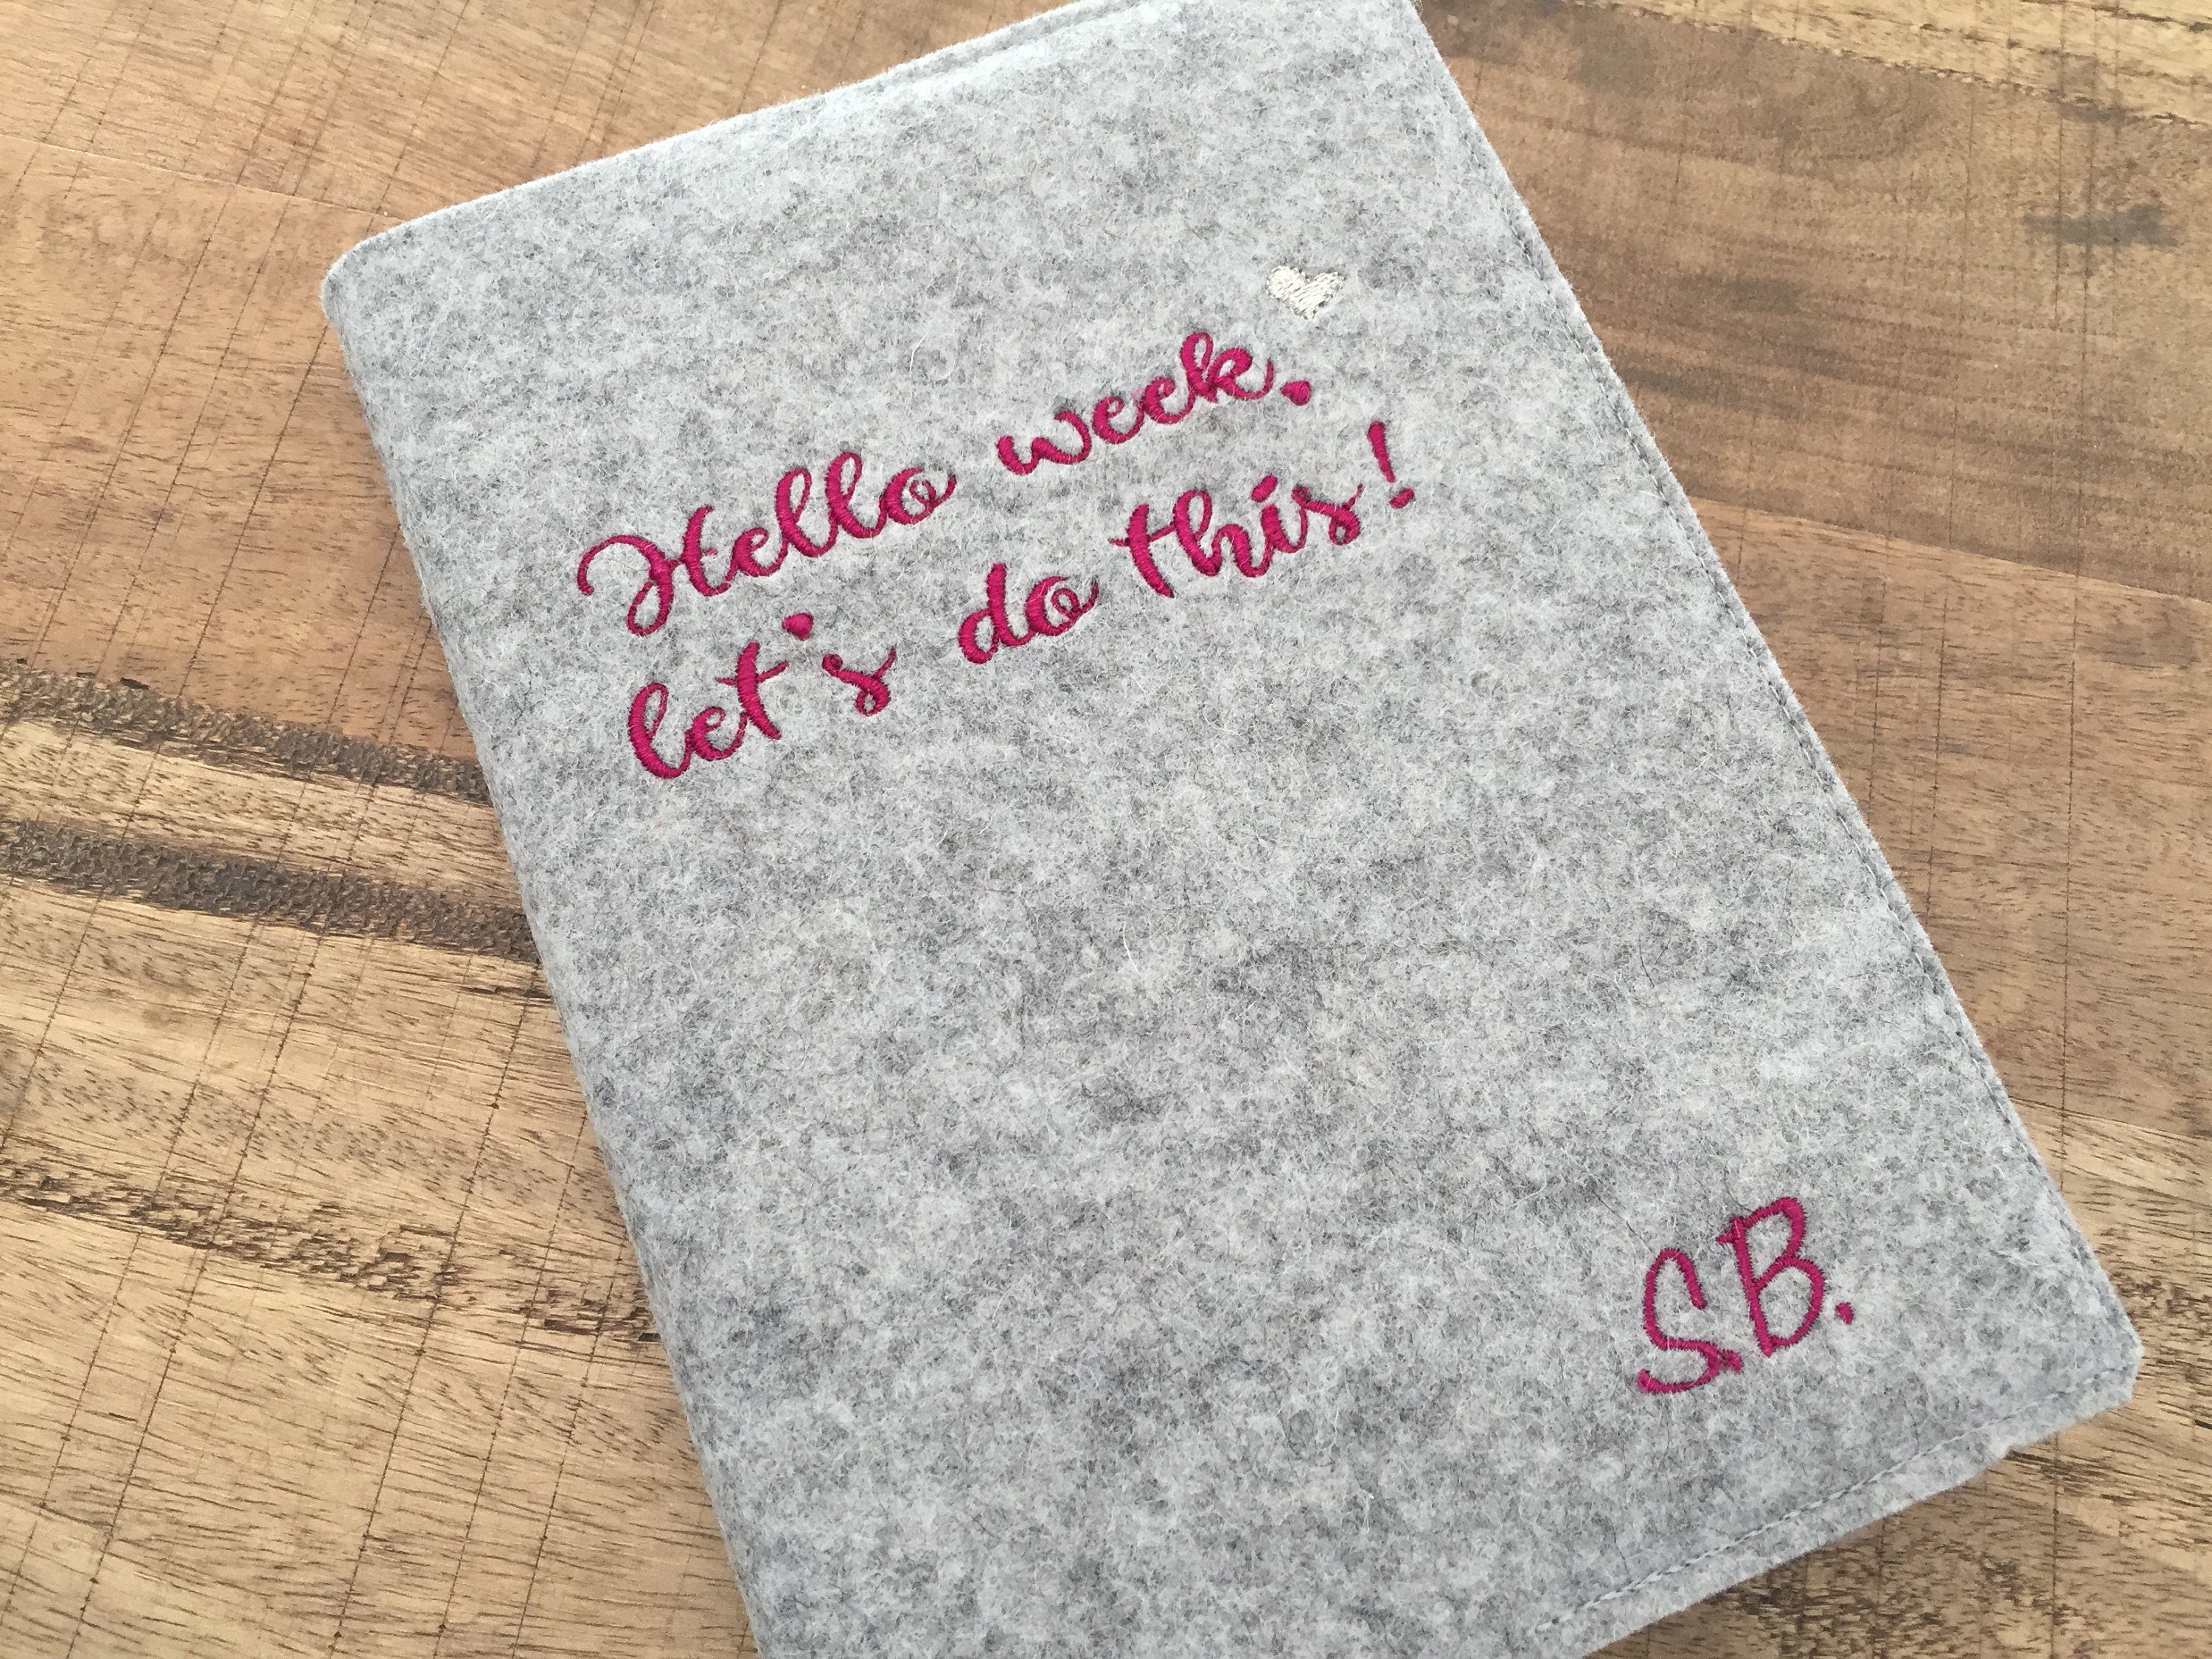 Hello week.
let's do this!
S.B.